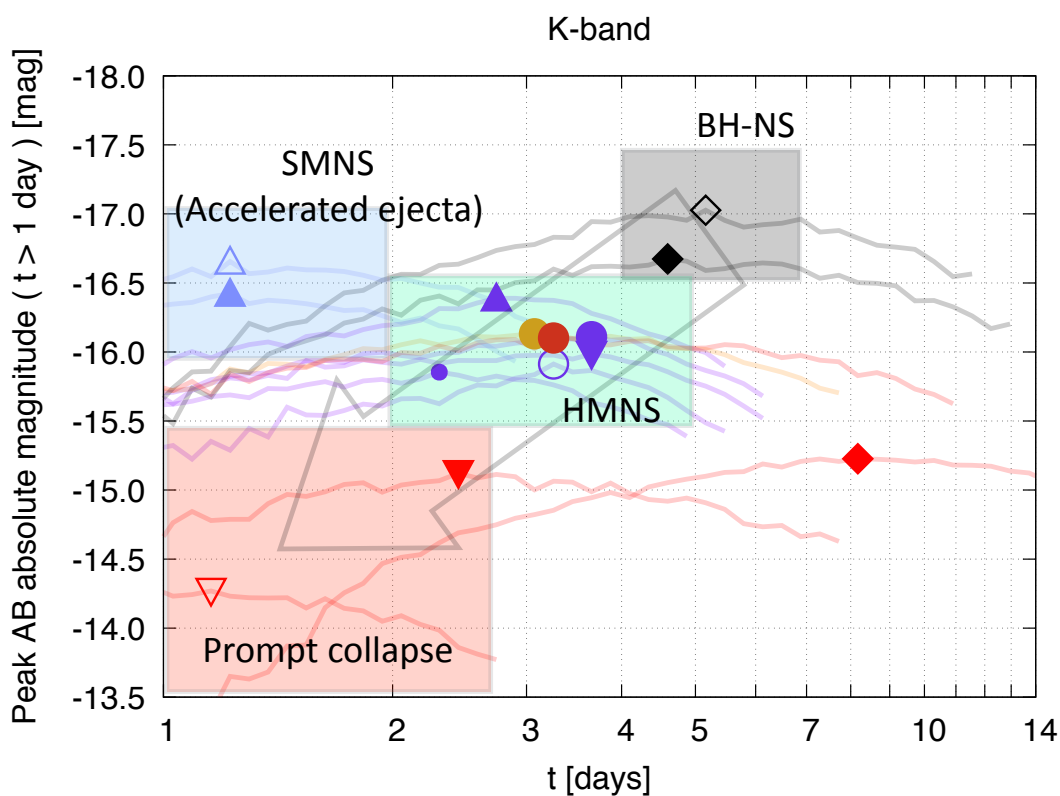 K-band
Peak AB absolute magnitude ( t > 1 day ) [mag]
-18.0
-17.5
-17.0
-16.5
-16.0
-15.5
-15.0
-14.5
-14.0
-13.5
BH-NS
SMNS
(Accelerated ejecta)
HMNS
Prompt collapse
1 2 3 4 5 7 10 14
t [days]